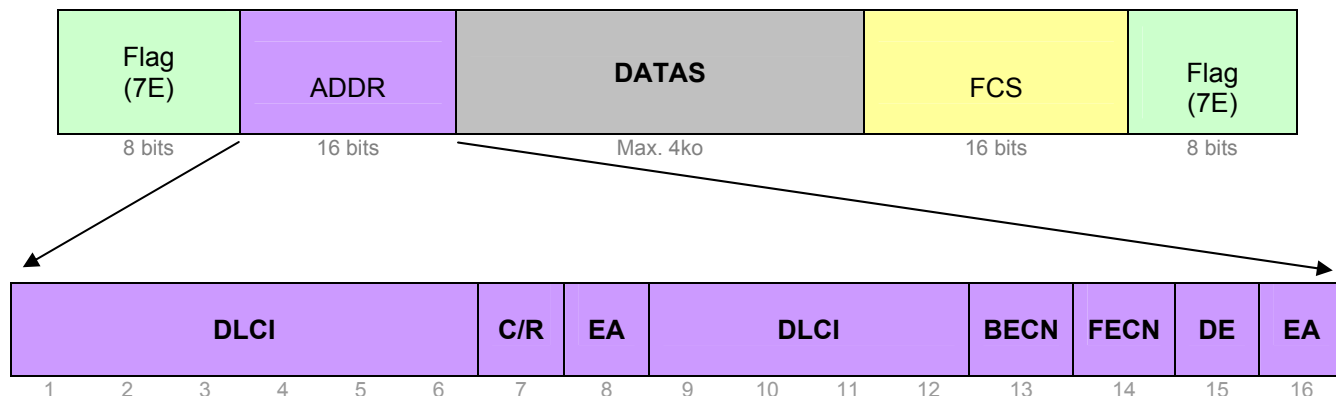 Flag
(7E)
ADDR
DATAS
FCS
Flag
(7E)
8 bits
16 bits
Max. 4ko
16 bits
8 bits
DLCI
C/R
EA
DLCI
BECN
FECN
DE
EA
1 2 3 4 5 6 7 8 9 10 11 12 13 14 15 16